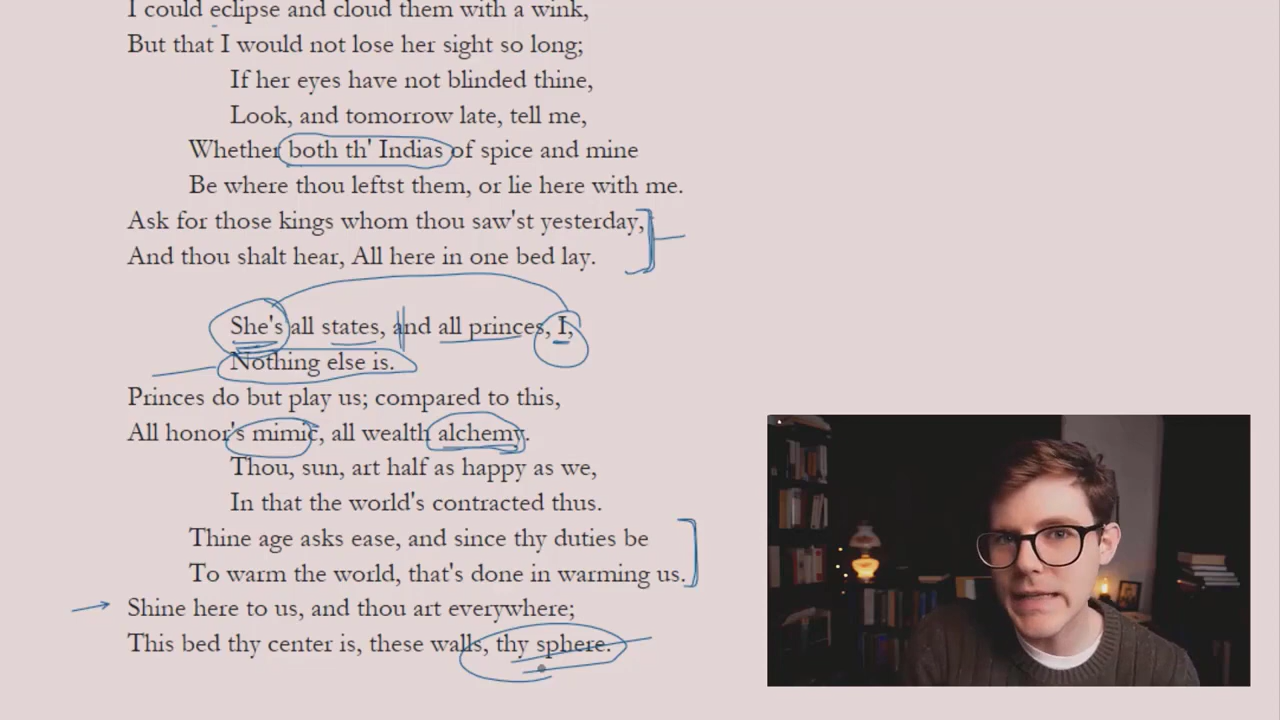 I could eclipse and cloud them with a wink,
But that I would not lose her sight so long;
If her eyes have not blinded thine,
Look, and tomorrow late, tell me,
Whether both th' Indias of spice and mine
Be where thou leftst them, or lie here with me.
Ask for those kings whom thou saw'st yesterday,
And thou shalt hear, All here in one bed lay.
She's all states, and all princes, I,
Nothing else is.
Princes do but play us; compared to this,
All honor's mimic, all wealth alchemy.
Thou, sun, art half as happy as we,
In that the world's contracted thus.
Thine age asks ease, and since thy duties be
To warm the world, that's done in warming us.
Shine here to us, and thou art everywhere;
This bed thy center is, these walls, thy sphere.